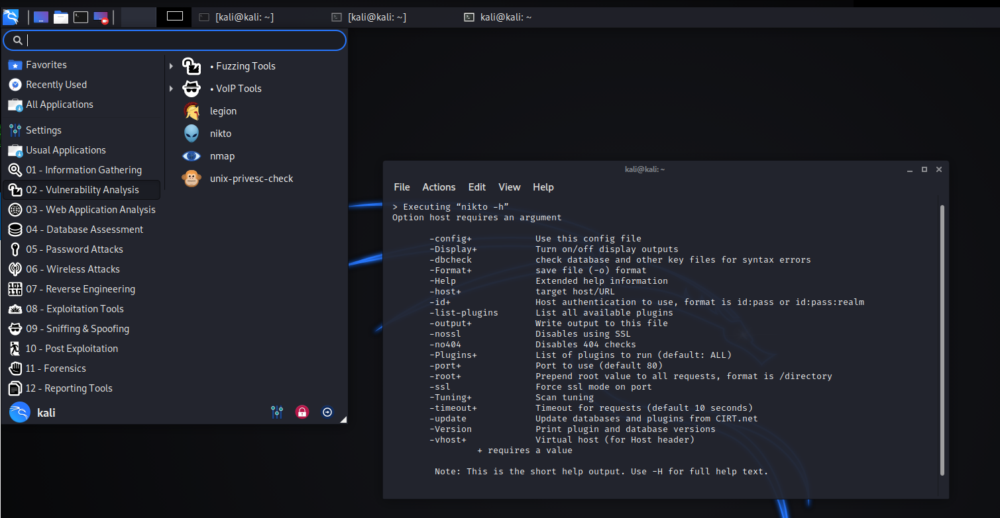 [kali@kali: ~]
[kali@kali: ~]
kali@kali: ~
Favorites
Recently Used
All Applications
Settings
Usual Applications
01 - Information Gathering
02 - Vulnerability Analysis
03 - Web Application Analysis
04 - Database Assessment
05 - Password Attacks
06 - Wireless Attacks
07 - Reverse Engineering
08 - Exploitation Tools
09 - Sniffing & Spoofing
10 - Post Exploitation
11 - Forensics
12 - Reporting Tools
kali
• Fuzzing Tools
• VoIP Tools
legion
nikto
nmap
unix-privesc-check
kali@kali: ~
File Actions Edit View Help
> Executing “nikto -h”
Option host requires an argument
-config+ Use this config file
-Display+ Turn on/off display outputs
-dbcheck check database and other key files for syntax errors
-Format+ save file (-o) format
-Help Extended help information
-host+ target host/URL
-id+ Host authentication to use, format is id:pass or id:pass:realm
-list-plugins List all available plugins
-output+ Write output to this file
-nossl Disables using SSL
-no404 Disables 404 checks
-Plugins+ List of plugins to run (default: ALL)
-port+ Port to use (default 80)
-root+ Prepend root value to all requests, format is /directory
-ssl Force ssl mode on port
-Tuning+ Scan tuning
-timeout+ Timeout for requests (default 10 seconds)
-update Update databases and plugins from CIRT.net
-Version Print plugin and database versions
-vhost+ Virtual host (for Host header)
+ requires a value
Note: This is the short help output. Use -H for full help text.